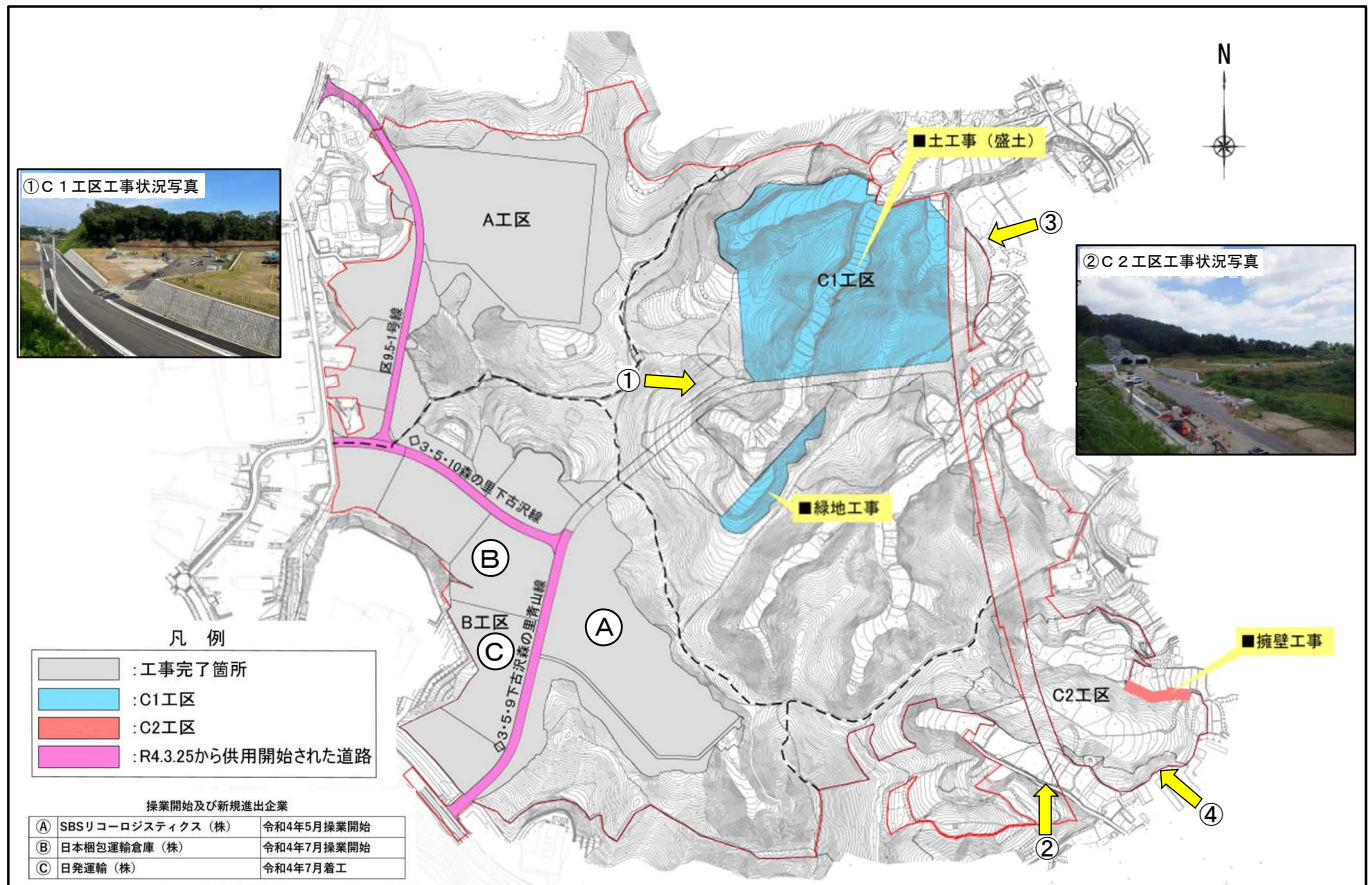 N
■土工事（盛土）
①C1工区工事状況写真
A工区
③
C1工区
②C2工区工事状況写真
区9.5-1号線
①
◇3・5・10森の里下古沢線
■緑地工事
B
A
B工区
C
◇3・5・9下古沢森の里青山線
■擁壁工事
C2工区
④
②
凡 例
:工事完了箇所
:C1工区
:C2工区
:R4.3.25から供用開始された道路
操業開始及び新規進出企業
A SBSリコーロジスティクス（株） 令和4年5月操業開始
B 日本梱包運輸倉庫（株） 令和4年7月操業開始
C 日発運輸（株） 令和4年7月着工